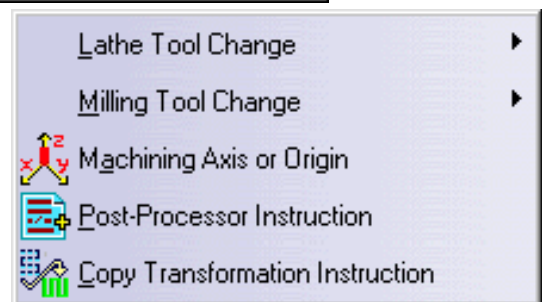 Lathe Tool Change
Milling Tool Change
Machining Axis or Origin
Post-Processor Instruction
Copy Transformation Instruction